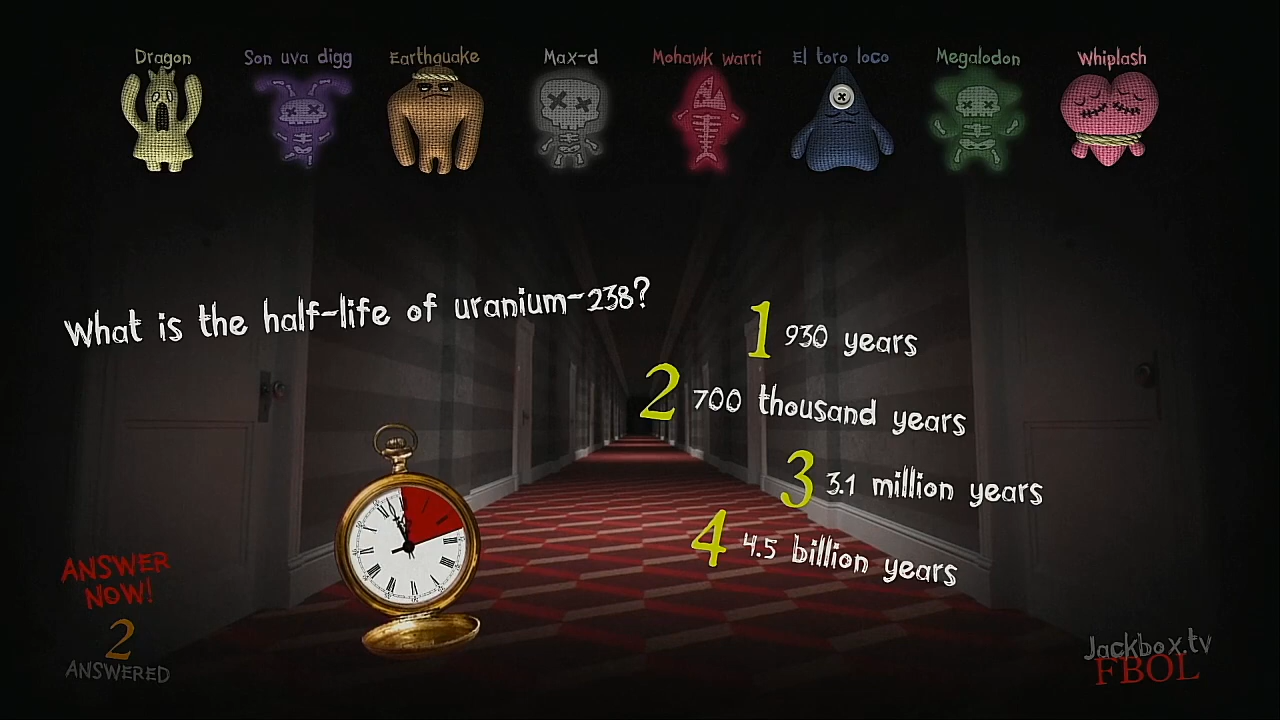 Dragon
Son uva digg
Earthquake
Max-d
Mohawk warri
El toro loco
Megalodon
Whiplash
What is the half-life of uranium-238?
1 930 years
2 700 thousand years
3 3.1 million years
4 4.5 billion years
ANSWER
NOW!
2
ANSWERED
Jackbox.tv
FBOL